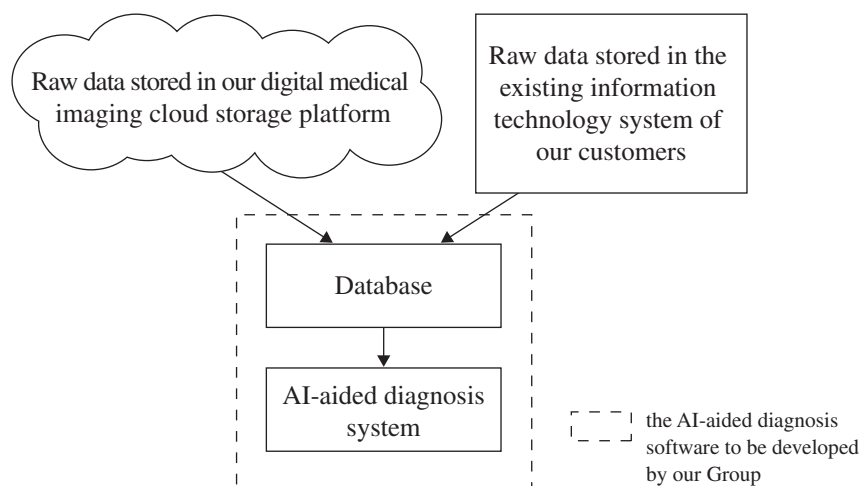 Raw data stored in our digital medical
imaging cloud storage platform
Raw data stored in the
existing information
technology system of
our customers
Database
AI-aided diagnosis
system
the AI-aided diagnosis
software to be developed
by our Group